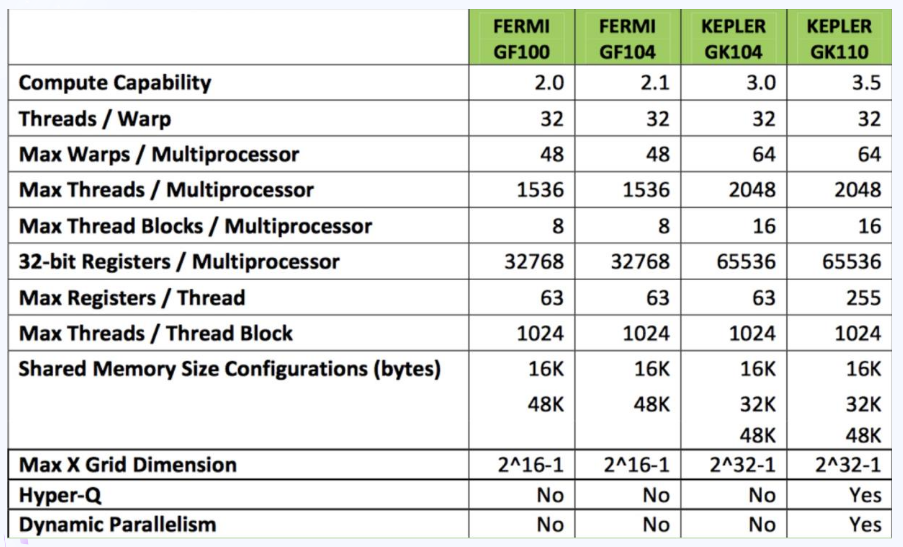 FERMI GF100 FERMI GF104 KEPLER GK104 KEPLER GK110
Compute Capability 2.0 2.1 3.0 3.5
Threads / Warp 32 32 32 32
Max Warps / Multiprocessor 48 48 64 64
Max Threads / Multiprocessor 1536 1536 2048 2048
Max Thread Blocks / Multiprocessor 8 8 16 16
32-bit Registers / Multiprocessor 32768 32768 65536 65536
Max Registers / Thread 63 63 63 255
Max Threads / Thread Block 1024 1024 1024 1024
Shared Memory Size Configurations (bytes) 16K 16K 16K 16K
48K 48K 32K 32K
48K 48K
Max X Grid Dimension 2^16-1 2^16-1 2^32-1 2^32-1
Hyper-Q No No No Yes
Dynamic Parallelism No No No Yes